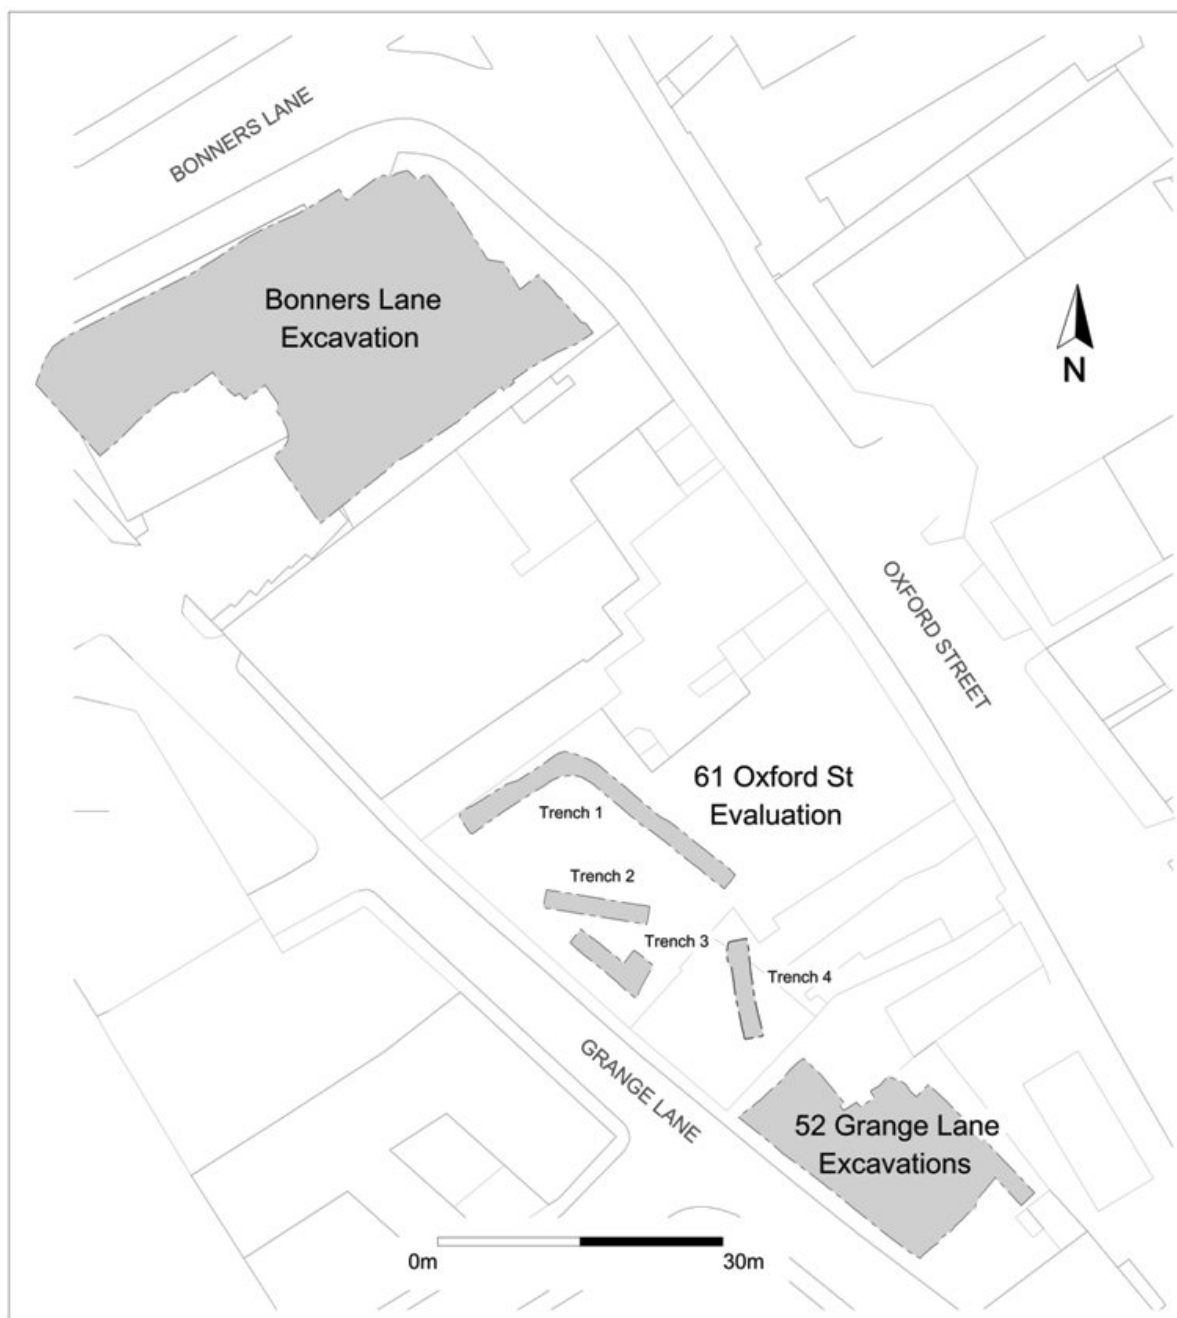 BONNERS LANE
Bonners Lane
Excavation
N
OXFORD STREET
61 Oxford St
Evaluation
Trench 1
Trench 2
Trench 3
Trench 4
GRANGE LANE
52 Grange Lane
Excavations
0m 30m